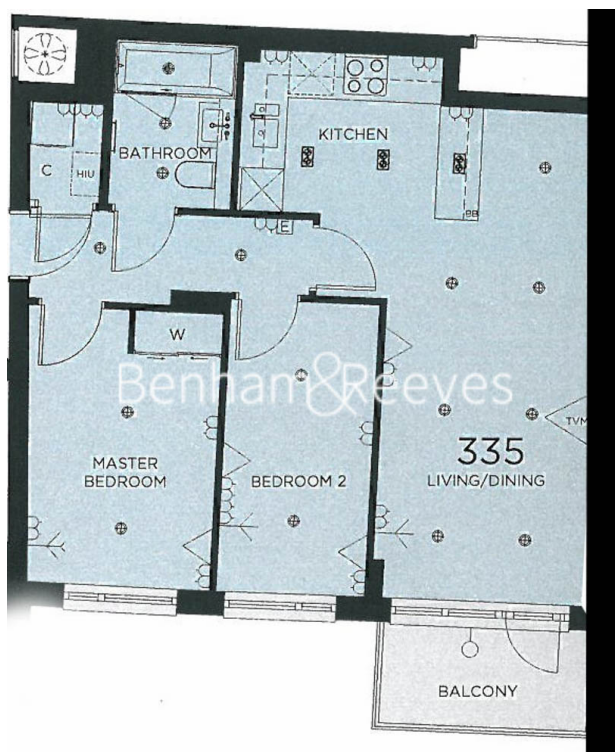 KITCHEN
BATHROOM
C
HIU
BB
E
W
Benham&Reeves
TVM
335
LIVING/DINING
MASTER
BEDROOM
BEDROOM 2
BALCONY